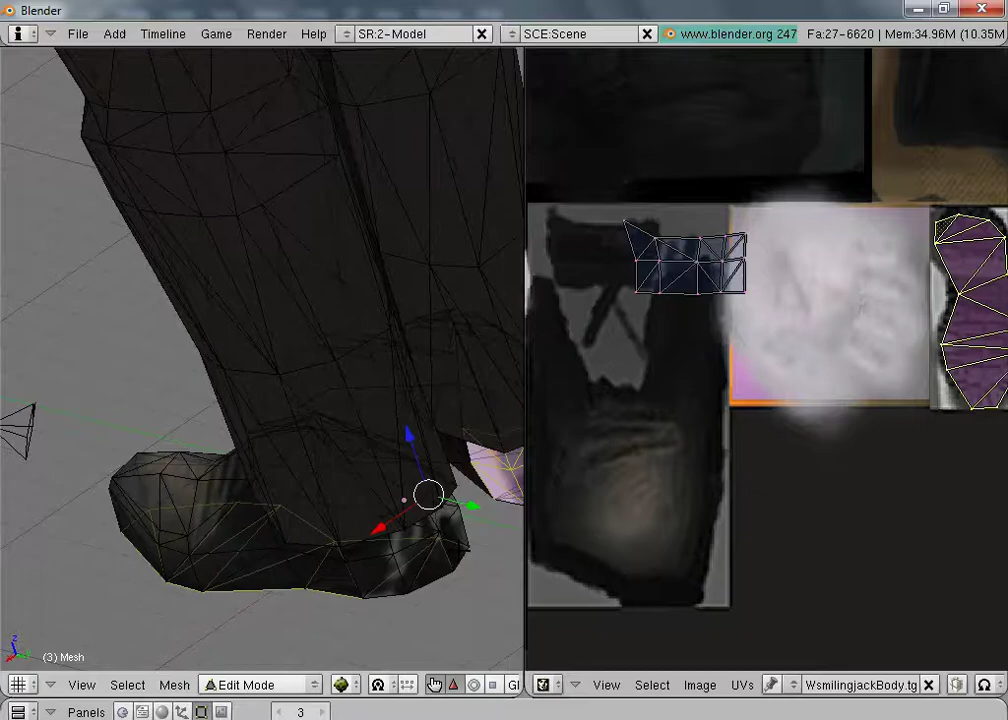 Blender
File Add Timeline Game Render Help SR:2-Model SCE:Scene www.blender.org 247 Fa:27-6620 | Mem:34.96M (10.35M
z
(3) Mesh
View Select Mesh Edit Mode Gl View Select Image UVs WsmilingjackBody.tg
Panels 3